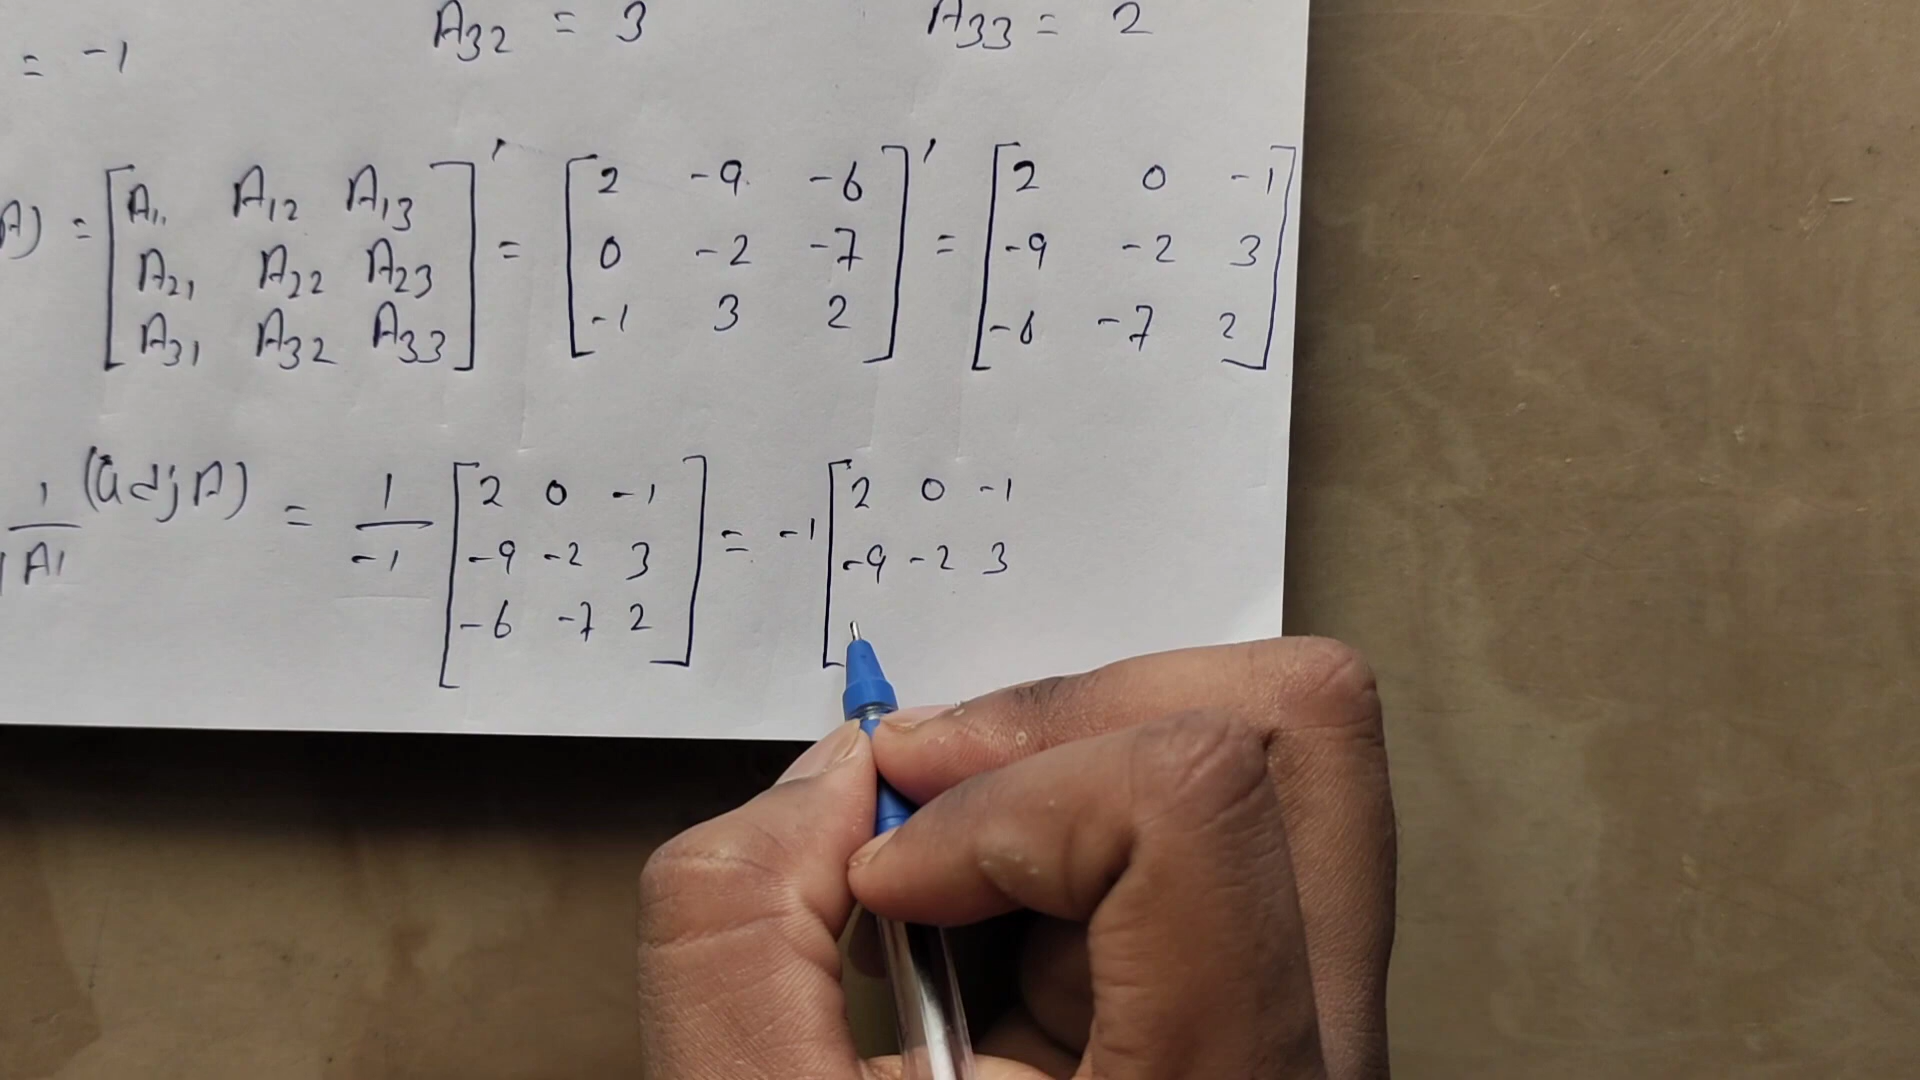 = -1 A32 = 3 A33 = 2
A) = [A11 A12 A13 ]' = [2 -9 -6]' = [2 0 -1]
A21 A22 A23 0 -2 -7 -9 -2 3
A31 A32 A33 -1 3 2 -6 -7 2
1/|A| (adj A) = 1/-1 [2 0 -1] = -1 [2 0 -1
-9 -2 3 -9 -2 3
-6 -7 2